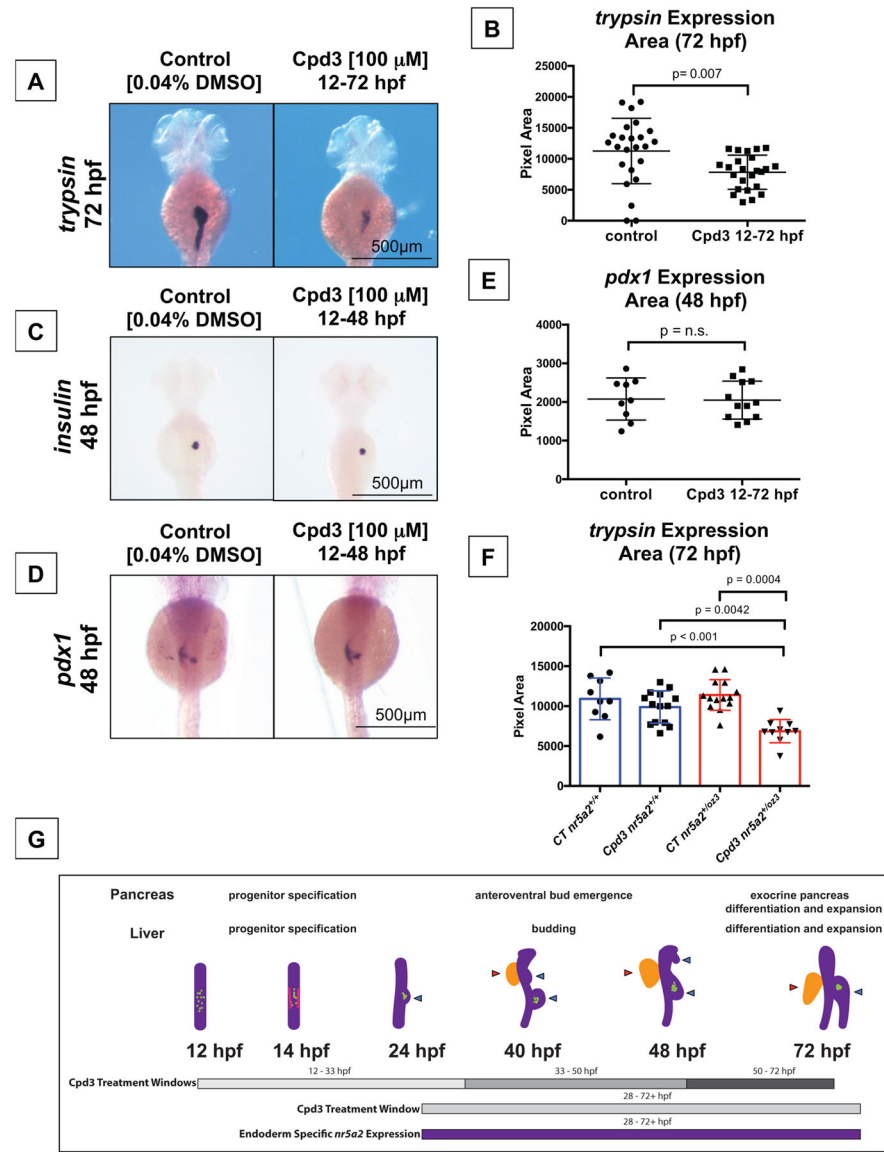 A
Control
[0.04% DMSO]
Cpd3 [100 μM]
12-72 hpf
trypsin
72 hpf
500μm
B
trypsin Expression
Area (72 hpf)
p= 0.007
25000
20000
15000
10000
5000
0
Pixel Area
control
Cpd3 12-72 hpf
C
Control
[0.04% DMSO]
Cpd3 [100 μM]
12-48 hpf
insulin
48 hpf
500μm
E
pdx1 Expression
Area (48 hpf)
p = n.s.
4000
3000
2000
1000
0
Pixel Area
control
Cpd3 12-72 hpf
D
Control
[0.04% DMSO]
Cpd3 [100 μM]
12-48 hpf
pdx1
48 hpf
500μm
F
trypsin Expression
Area (72 hpf)
p = 0.0004
p = 0.0042
p < 0.001
20000
15000
10000
5000
0
Pixel Area
CT nr5a2+/+
Cpd3 nr5a2+/+
CT nr5a2+/oz3
Cpd3 nr5a2+/oz3
G
Pancreas
progenitor specification
anteroventral bud emergence
exocrine pancreas
differentiation and expansion
Liver
progenitor specification
budding
differentiation and expansion
12 hpf
14 hpf
24 hpf
40 hpf
48 hpf
72 hpf
12 - 33 hpf
33 - 50 hpf
50 - 72 hpf
Cpd3 Treatment Windows
28 - 72+ hpf
Cpd3 Treatment Window
28 - 72+ hpf
Endoderm Specific nr5a2 Expression